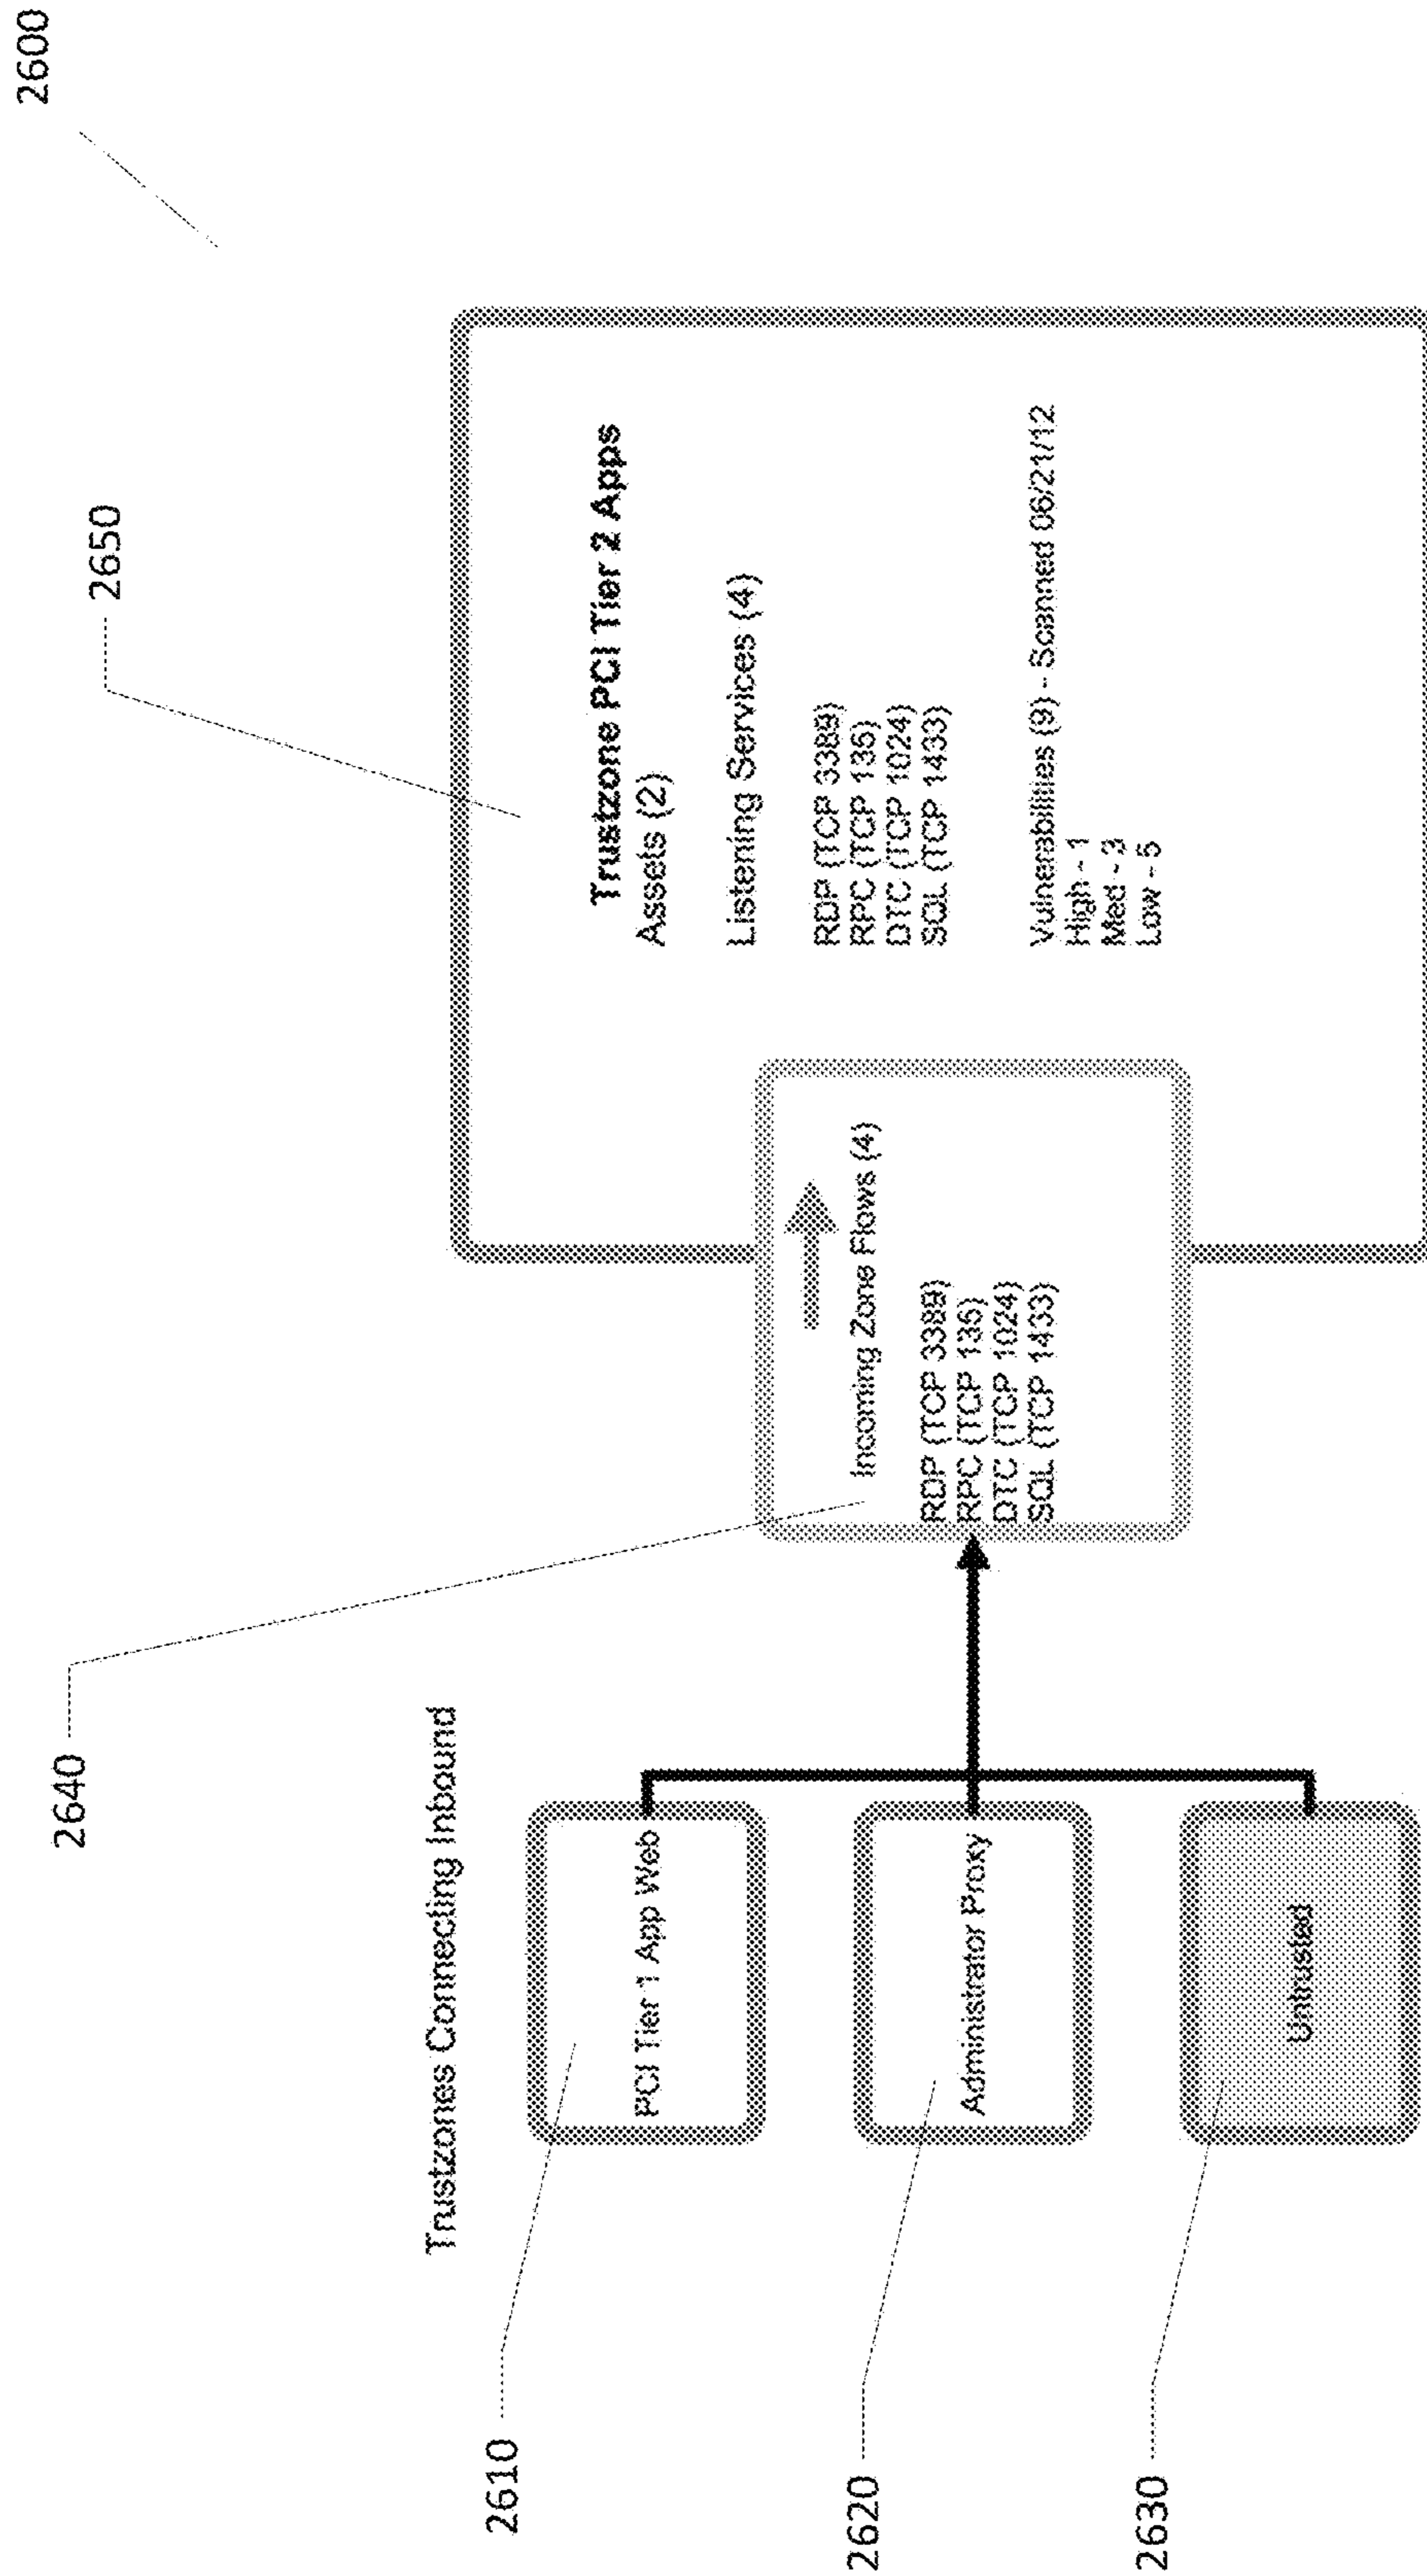 2600
2650
2640
Trustzones Connecting Inbound
2610
PCI Tier 1 App Web
2620
Administrator Proxy
2630
Untrusted
Incoming Zone Flows (4)
RDP (TCP 3389)
RPC (TCP 135)
DTC (TCP 1024)
SQL (TCP 1433)
Trustzone PCI Tier 2 Apps
Assets (2)
Listening Services (4)
RDP (TCP 3389)
RPC (TCP 135)
DTC (TCP 1024)
SQL (TCP 1433)
Vulnerabilities (9) - Scanned 06/21/12
High - 1
Med - 3
Low - 5